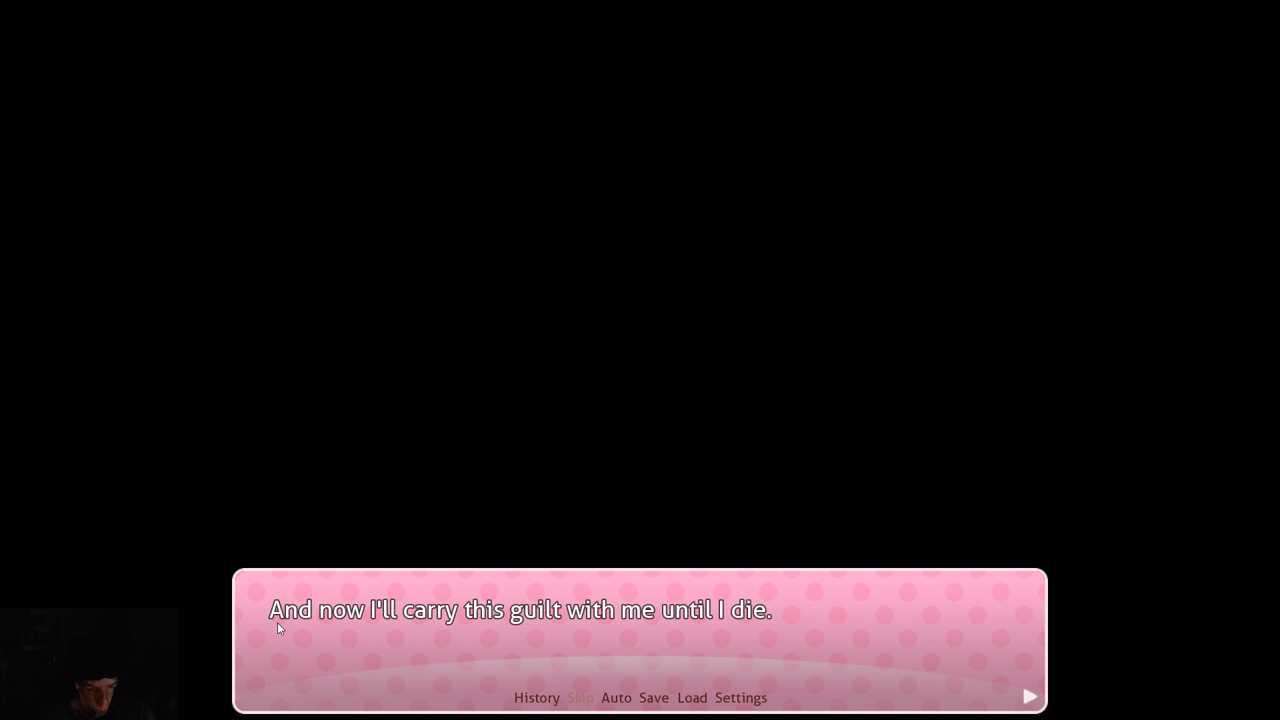 And now I'll carry this guilt with me until I die.
History Skip Auto Save Load Settings